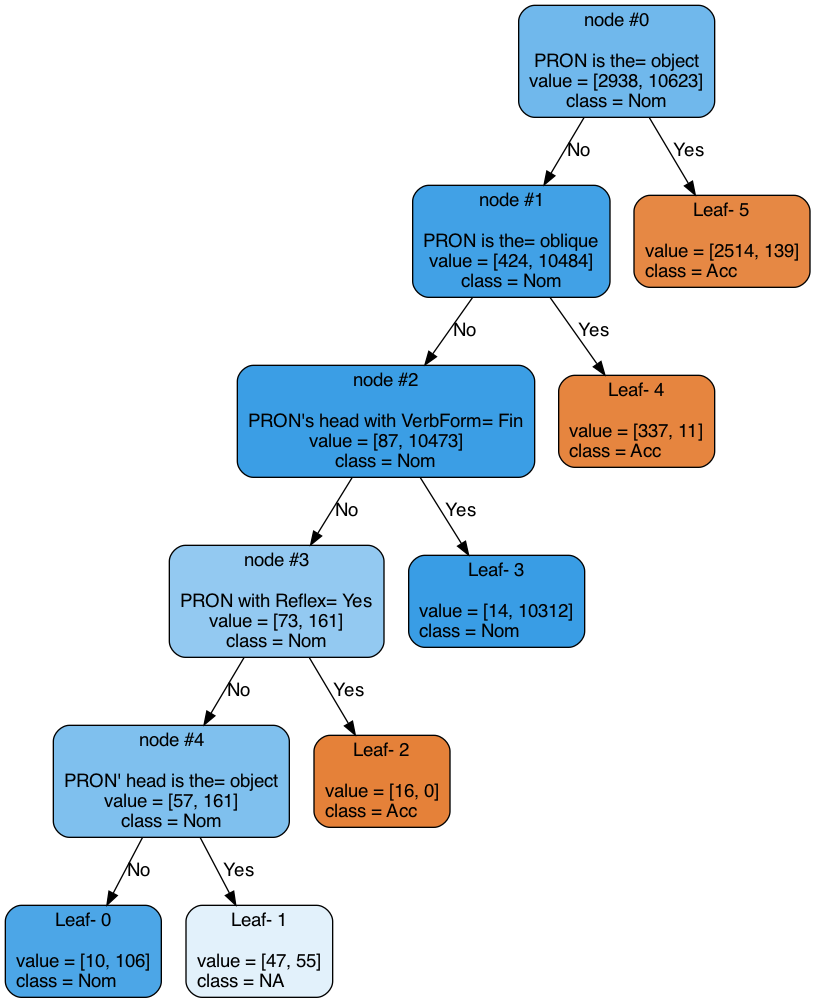 node #0
PRON is the= object
value = [2938, 10623]
class = Nom
No
Yes
node #1
PRON is the= oblique
value = [424, 10484]
class = Nom
Leaf- 5
value = [2514, 139]
class = Acc
No
Yes
node #2
PRON's head with VerbForm= Fin
value = [87, 10473]
class = Nom
Leaf- 4
value = [337, 11]
class = Acc
No
Yes
node #3
PRON with Reflex= Yes
value = [73, 161]
class = Nom
Leaf- 3
value = [14, 10312]
class = Nom
No
Yes
node #4
PRON' head is the= object
value = [57, 161]
class = Nom
Leaf- 2
value = [16, 0]
class = Acc
No
Yes
Leaf- 0
value = [10, 106]
class = Nom
Leaf- 1
value = [47, 55]
class = NA